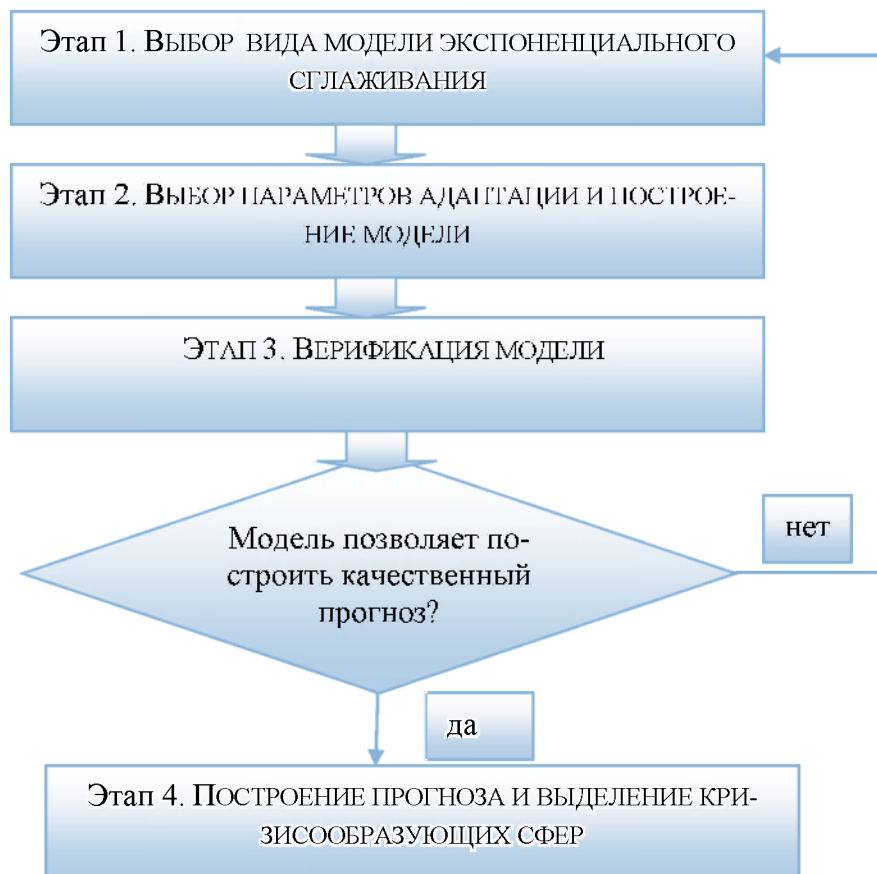 Этап 1. Выбор вида модели экспоненциального
сглаживания
Этап 2. Выбор параметров адаптации и построе-
ние модели
Этап 3. Верификация модели
Модель позволяет по-
строить качественный
прогноз?
нет
да
Этап 4. Построение прогноза и выделение кри-
зисообразующих сфер